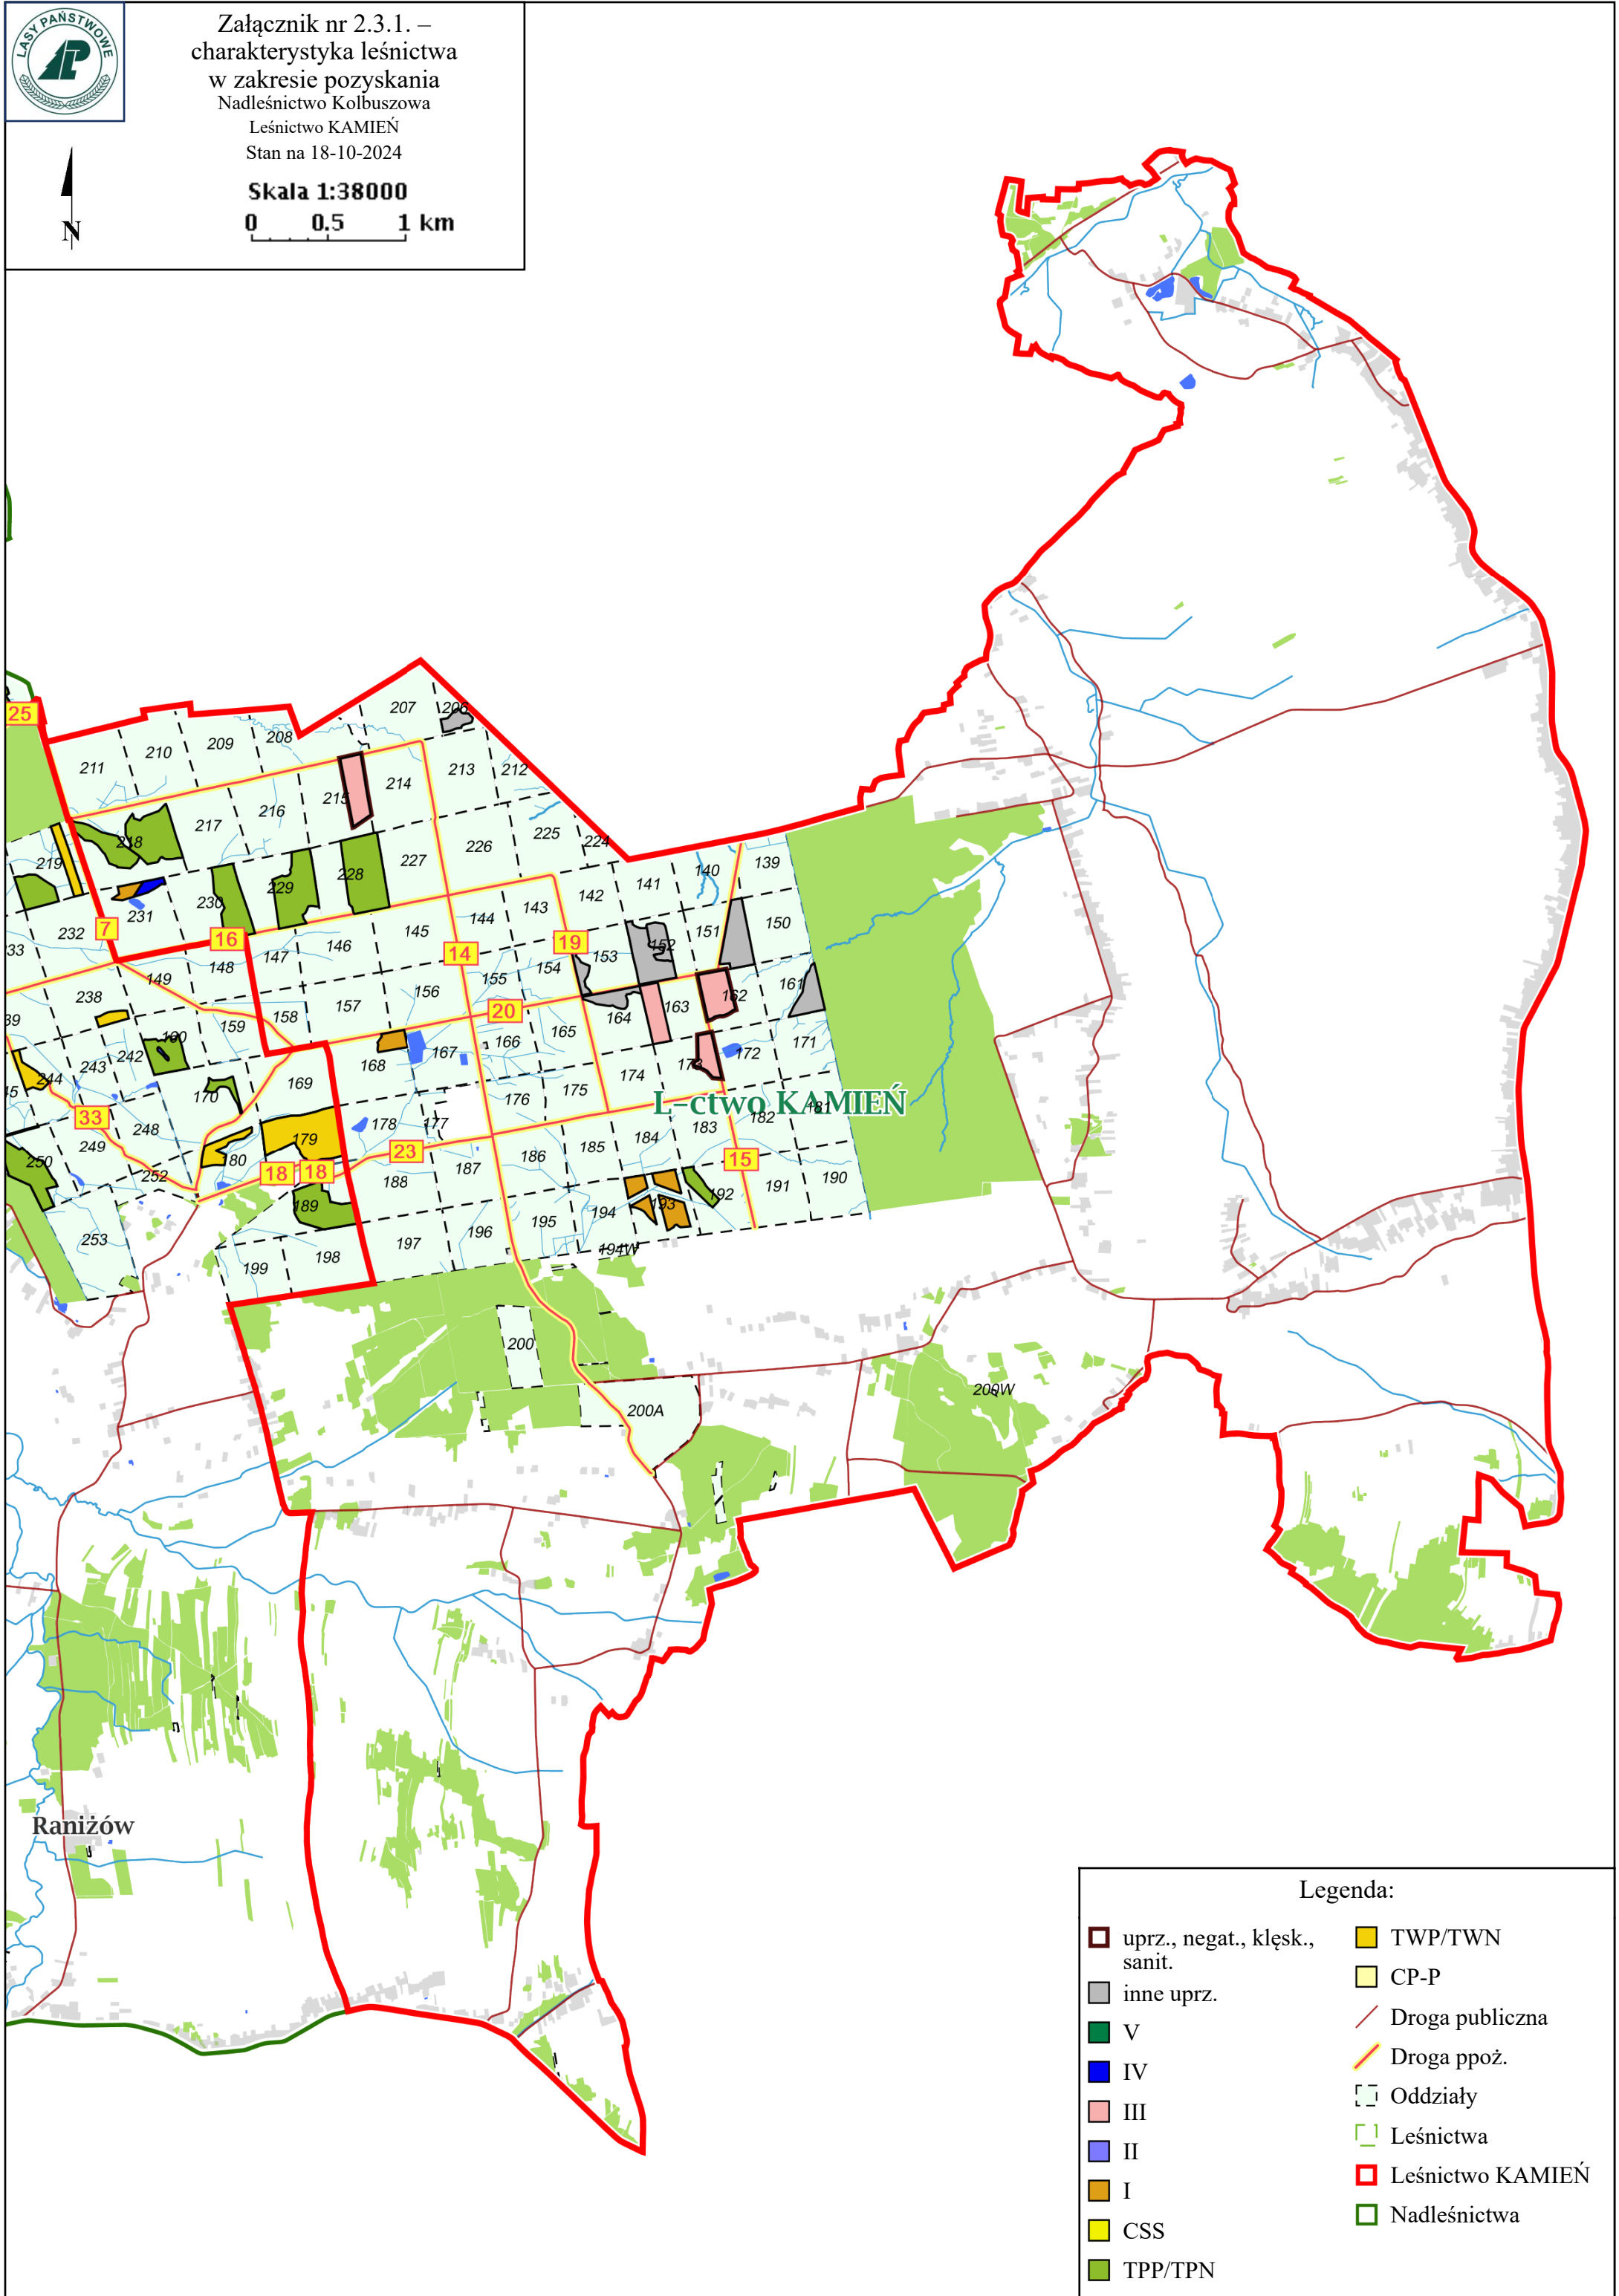 LASY PAŃSTWOWE
Załącznik nr 2.3.1. –
charakterystyka leśnictwa
w zakresie pozyskania
Nadleśnictwo Kolbuszowa
Leśnictwo KAMIEŃ
Stan na 18-10-2024
Skala 1:38000
0 0.5 1 km
N
25
207 206
211 210 209 208
215 214 213 212
219 218 217 216
228 227 226 225 224
231 230 229
232 7 16
33
142 141 140 139
146 145 144 143
14 19 153 152 151 150
149 148 147
238 157 156 155 154
20 164 163 162 161
159 158
165
243 242 160
168 167 166
174 173 172 171
244 170 169
176 175
L-ctwo KAMIEŃ
33 248 249
178 177
184 183 182 181
250 252 80 179
18 18 23
187 186 185
15
188
192 191 190
189
193
253
197 196 195 194
199 198
194W
200
200W
200A
Raniżów
Legenda:
uprz., negat., klęsk.,
sanit.
inne uprz.
V
IV
III
II
I
CSS
TPP/TPN
TWP/TWN
CP-P
Droga publiczna
Droga ppoż.
Oddziały
Leśnictwa
Leśnictwo KAMIEŃ
Nadleśnictwa